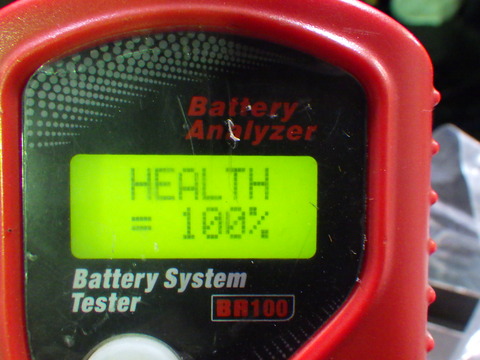 Battery
Analyzer
HEALTH
= 100%
Battery System
Tester
BR100